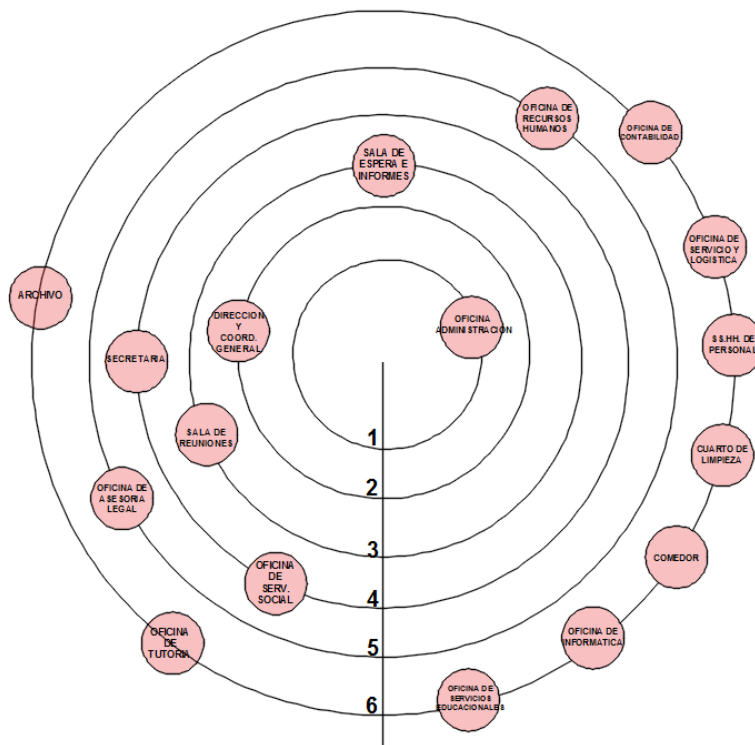 OFICINA DE
RECURSOS
HUMANOS
OFICINA DE
CONTABILIDAD
SALA DE
ESPERA E
INFORMES
OFICINA DE
SERVICIO Y
LOGISTICA
ARCHIVO
DIRECCION
Y
COORD.
GENERAL
OFICINA
ADMINISTRACIÓN
SECRETARIA
SS.HH. DE
PERSONAL
SALA DE
REUNIONES
1
CUARTO DE
LIMPIEZA
2
OFICINA DE
ASESORIA
LEGAL
3
COMEDOR
OFICINA
DE
SERV.
SOCIAL
4
OFICINA
DE
TUTORIA
OFICINA DE
INFORMATICA
5
OFICINA DE
SERVICIOS
EDUCACIONALES
6